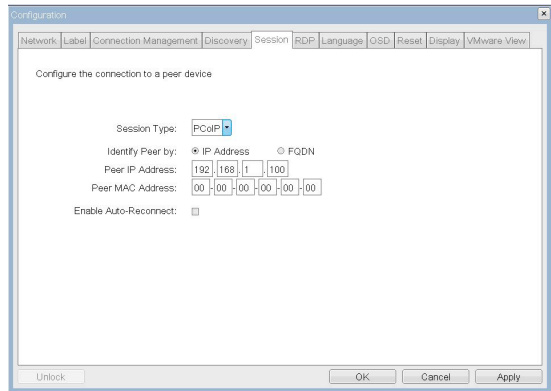 Configuration
Network Label Connection Management Discovery Session RDP Language OSD Reset Display VMware View
Configure the connection to a peer device
Session Type: PCoIP
Identify Peer by: IP Address FQDN
Peer IP Address: 192 . 168 . 1 . 100
Peer MAC Address: 00 - 00 - 00 - 00 - 00 - 00
Enable Auto-Reconnect:
Unlock OK Cancel Apply